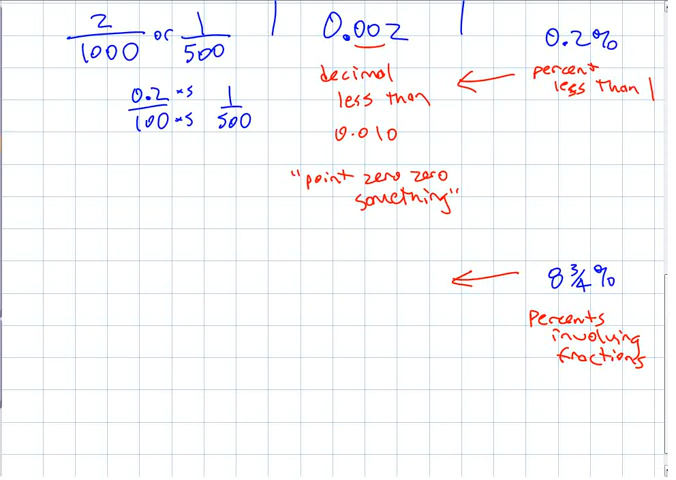 2/1000 or 1/500 | 0.002 | 0.2%
0.2/100 ×5 ×5 1/500
decimal
less than
0.010
"point zero zero
something"
percent
less than 1
8 3/4 %
Percents
involving
fractions